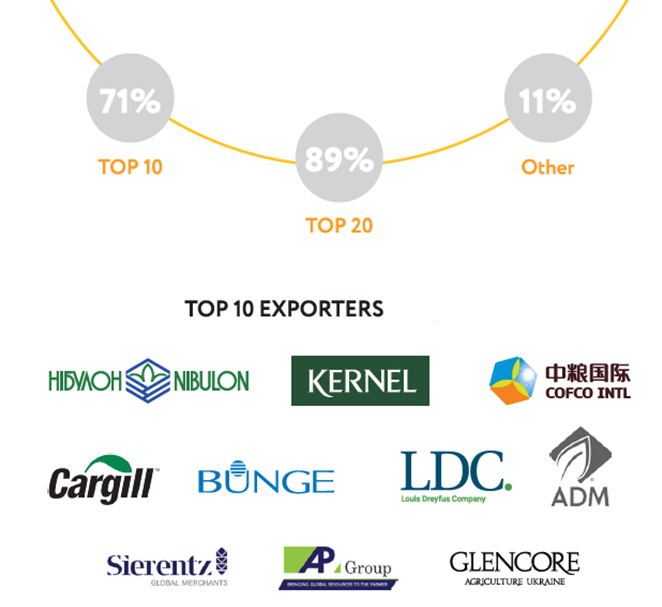 71%
TOP 10
89%
TOP 20
11%
Other
TOP 10 EXPORTERS
НІБУЛОН NIBULON
KERNEL
中粮国际
COFCO INTL
Cargill™
BUNGE
LDC.
Louis Dreyfus Company
ADM
Sierentz
GLOBAL MERCHANTS
AP Group
BRINGING GLOBAL RESOURCES TO THE FARMER
GLENCORE
AGRICULTURE UKRAINE